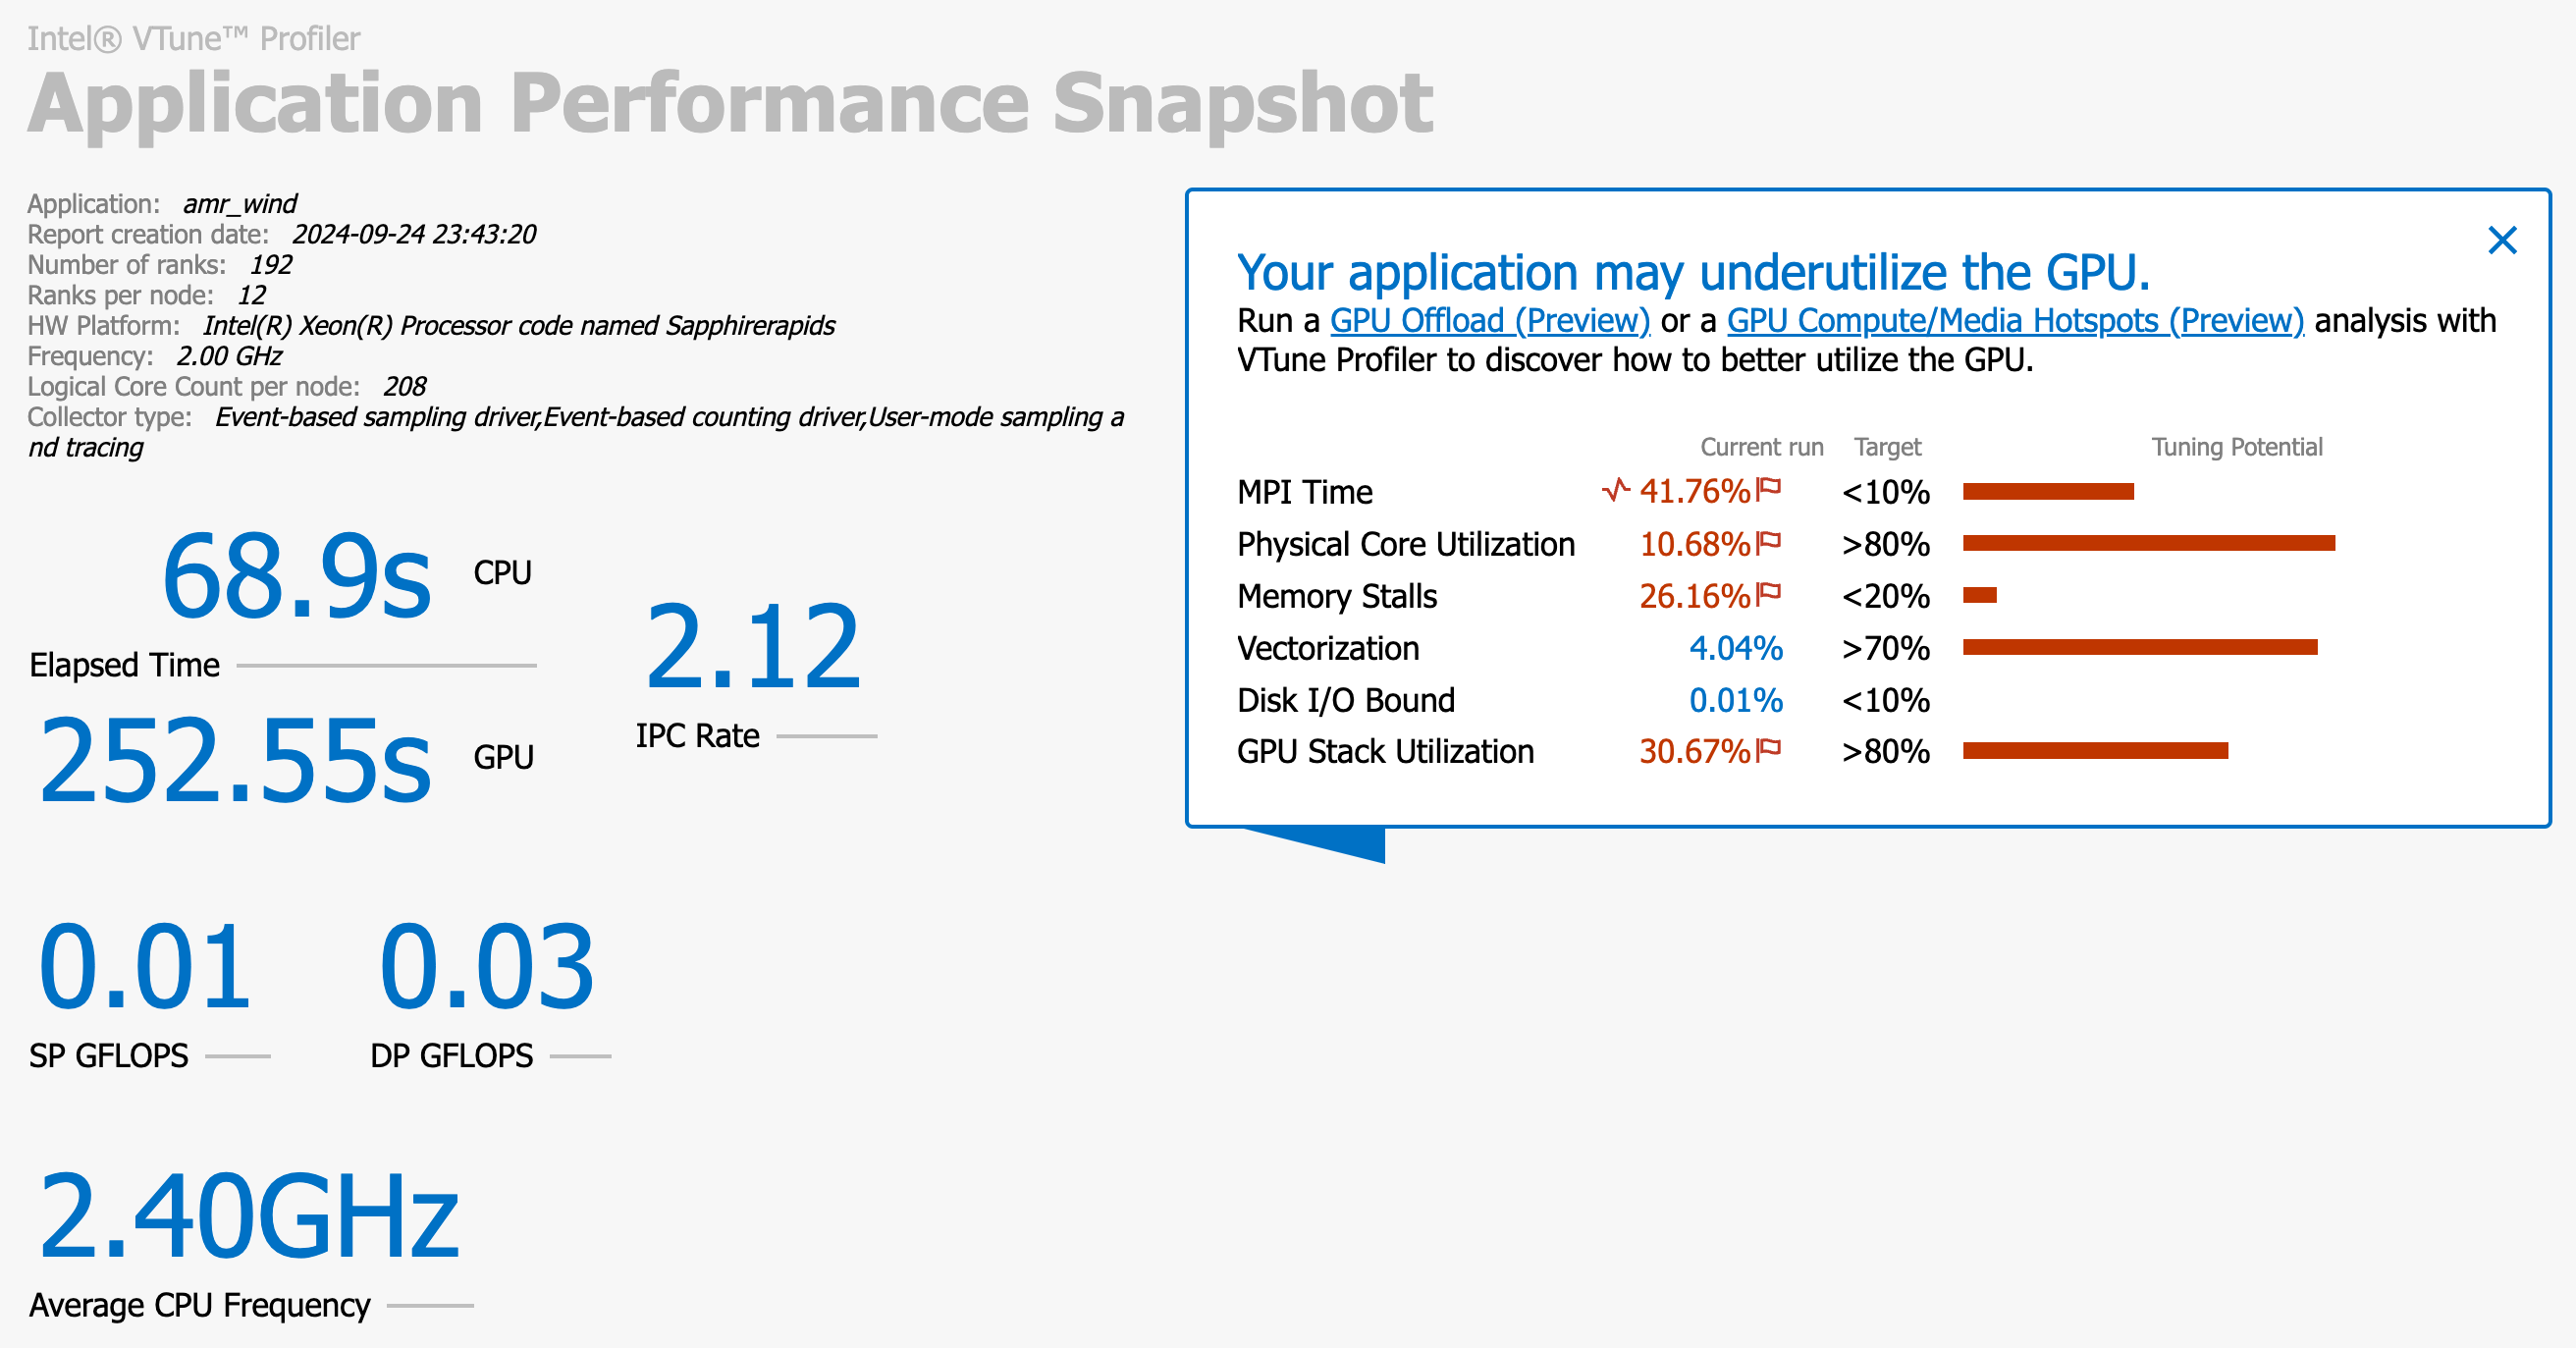 Intel® VTune™ Profiler
Application Performance Snapshot
Application: amr_wind
Report creation date: 2024-09-24 23:43:20
Number of ranks: 192
Ranks per node: 12
HW Platform: Intel(R) Xeon(R) Processor code named Sapphirerapids
Frequency: 2.00 GHz
Logical Core Count per node: 208
Collector type: Event-based sampling driver,Event-based counting driver,User-mode sampling a
nd tracing
68.9s CPU
Elapsed Time
252.55s GPU
2.12
IPC Rate
0.01
SP GFLOPS
0.03
DP GFLOPS
2.40GHz
Average CPU Frequency
Your application may underutilize the GPU.
Run a GPU Offload (Preview) or a GPU Compute/Media Hotspots (Preview) analysis with
VTune Profiler to discover how to better utilize the GPU.
Current run Target Tuning Potential
MPI Time 41.76% <10%
Physical Core Utilization 10.68% >80%
Memory Stalls 26.16% <20%
Vectorization 4.04% >70%
Disk I/O Bound 0.01% <10%
GPU Stack Utilization 30.67% >80%